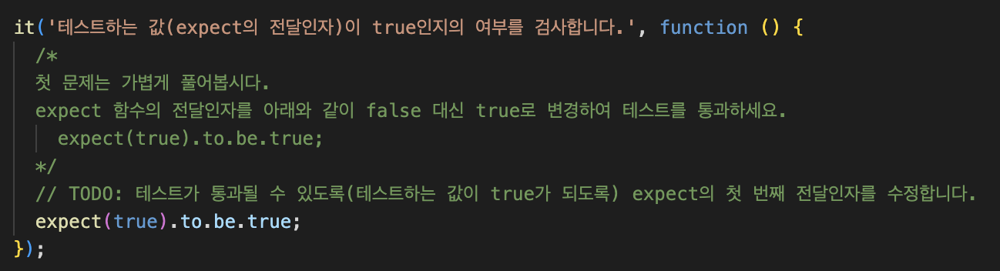 it('테스트하는 값(expect의 전달인자)이 true인지의 여부를 검사합니다.', function () {
/*
첫 문제는 가볍게 풀어봅시다.
expect 함수의 전달인자를 아래와 같이 false 대신 true로 변경하여 테스트를 통과하세요.
expect(true).to.be.true;
*/
// TODO: 테스트가 통과될 수 있도록(테스트하는 값이 true가 되도록) expect의 첫 번째 전달인자를 수정합니다.
expect(true).to.be.true;
});